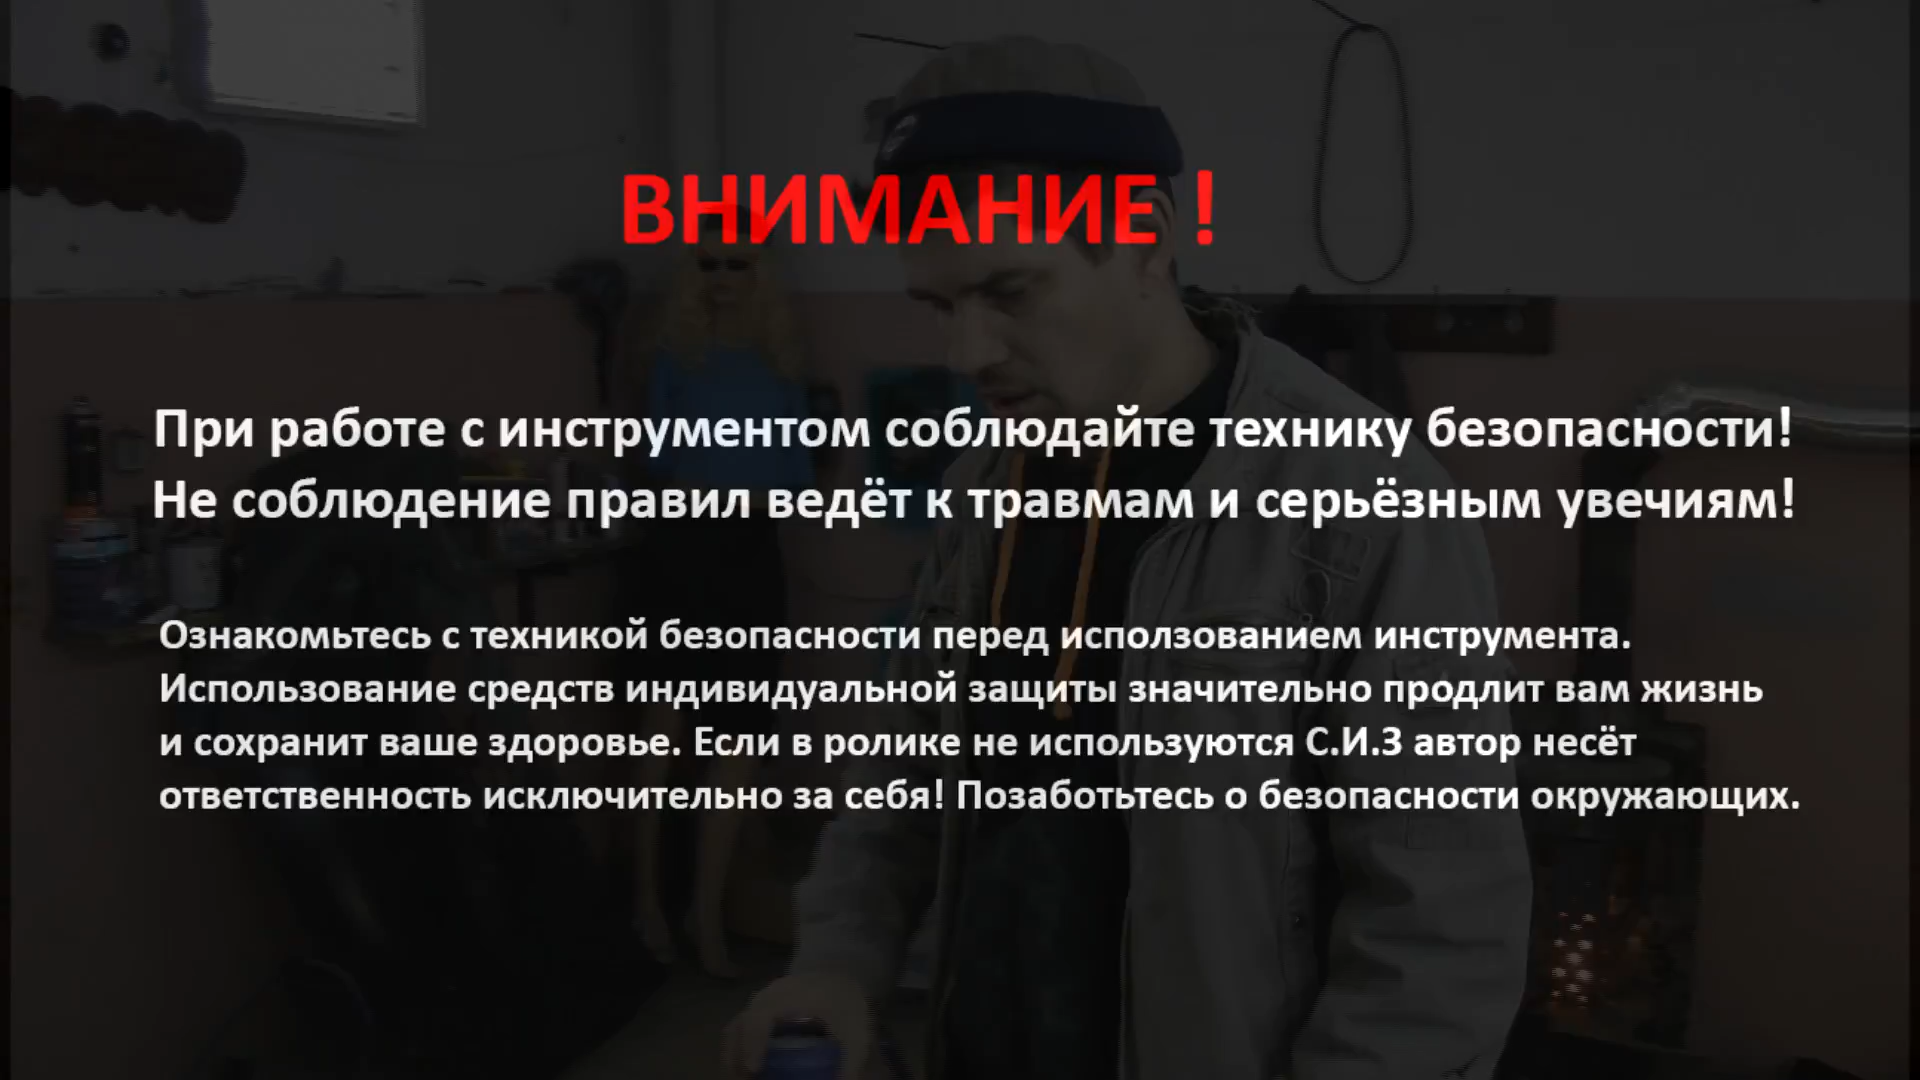 ВНИМАНИЕ !
При работе с инструментом соблюдайте технику безопасности!
Не соблюдение правил ведёт к травмам и серьёзным увечиям!
Ознакомьтесь с техникой безопасности перед исползованием инструмента.
Использование средств индивидуальной защиты значительно продлит вам жизнь
и сохранит ваше здоровье. Если в ролике не используются С.И.З автор несёт
ответственность исключительно за себя! Позаботьтесь о безопасности окружающих.